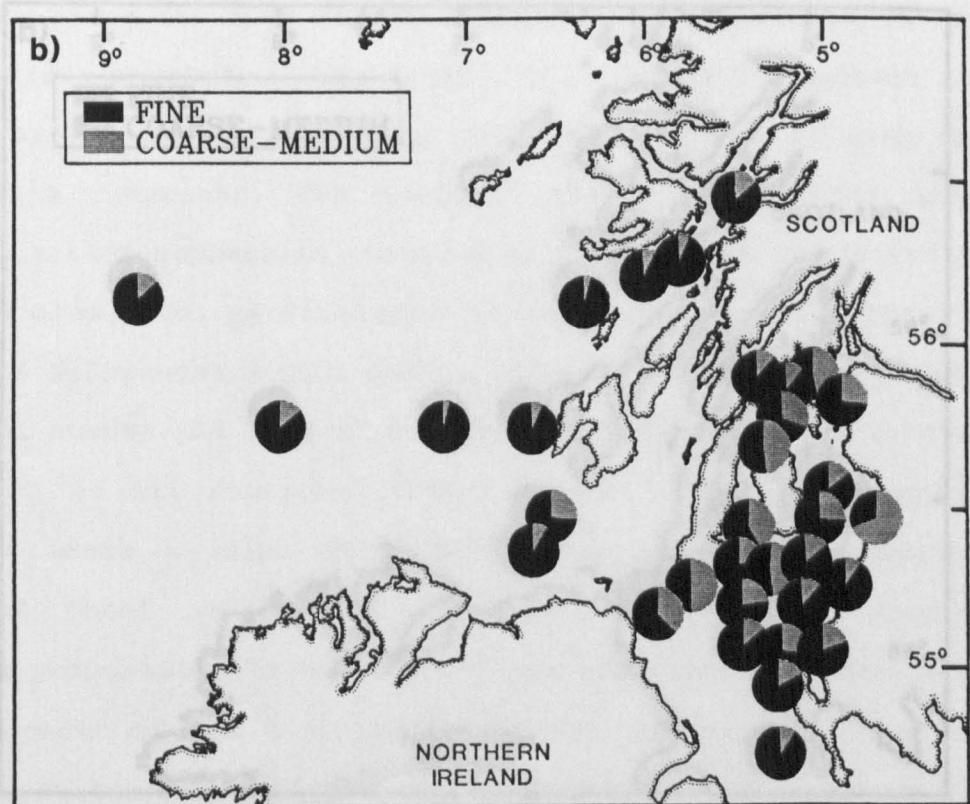 b)
9°
8°
7°
6°
5°
FINE
COARSE-MEDIUM
SCOTLAND
56°
55°
NORTHERN
IRELAND